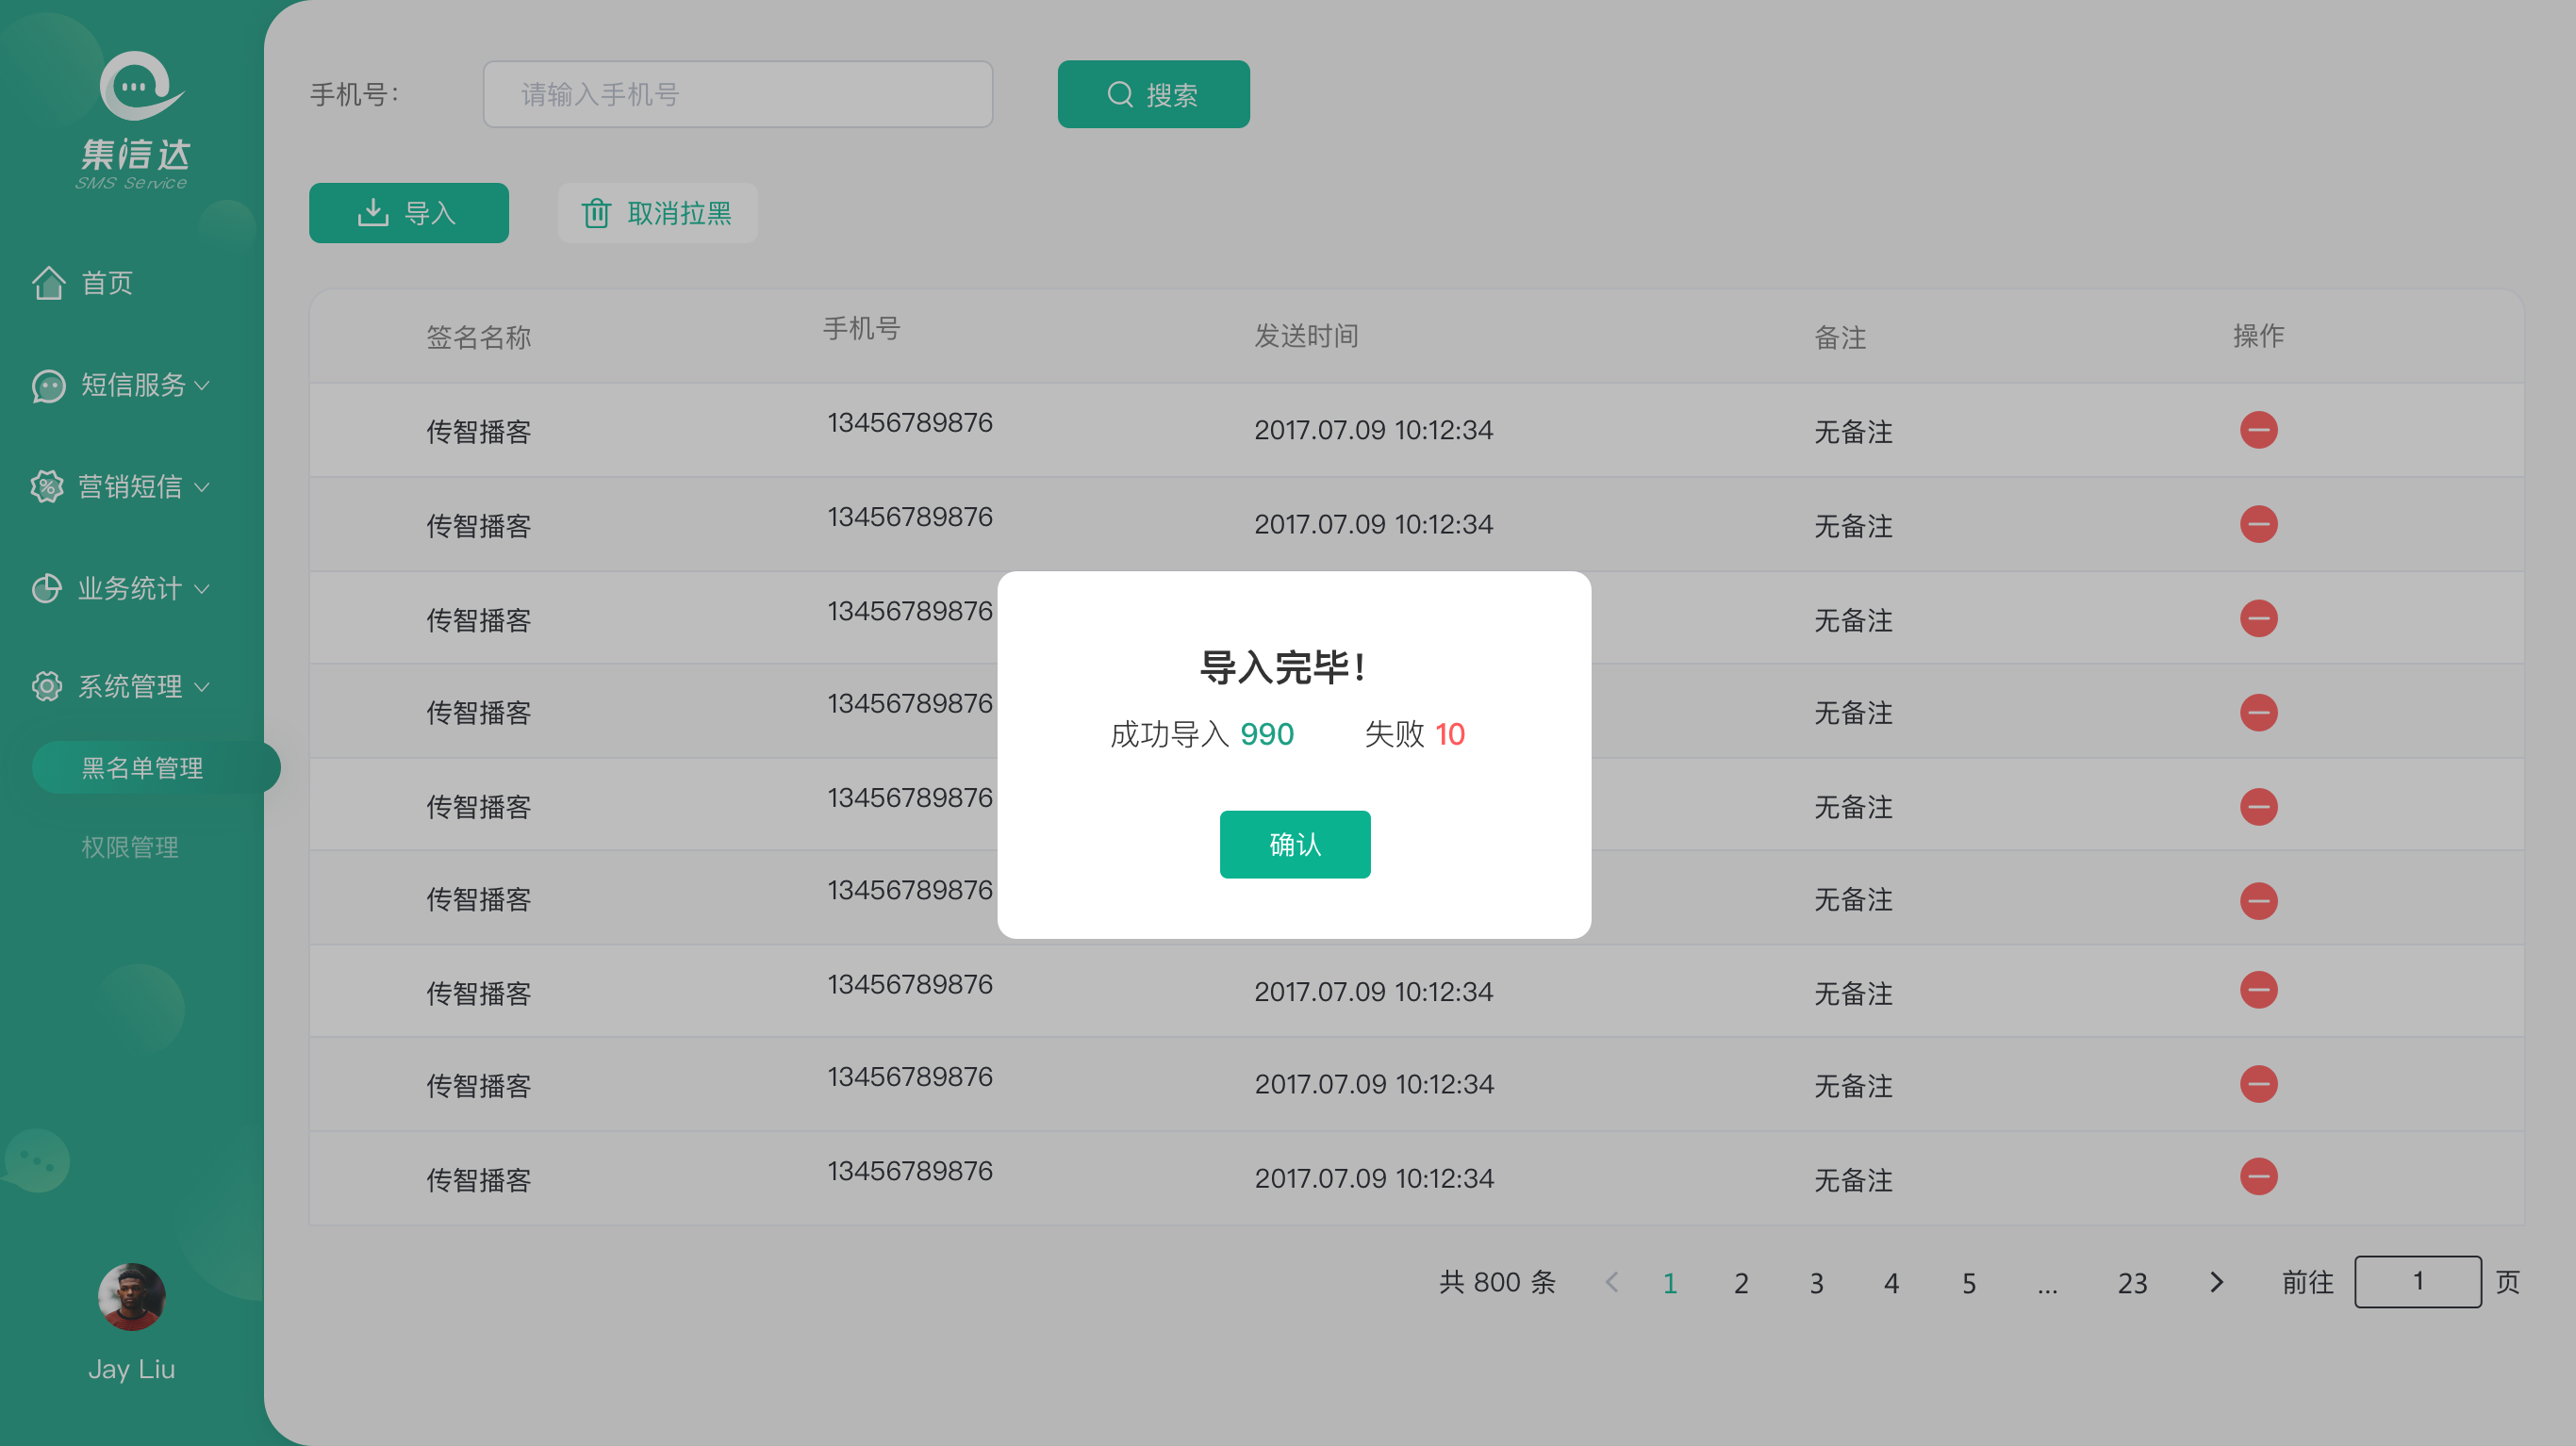 集信达
SMS Service
首页
短信服务
营销短信
业务统计
系统管理
黑名单管理
权限管理
Jay Liu
手机号：
请输入手机号
搜索
导入
取消拉黑
签名名称 手机号 发送时间 备注 操作
传智播客 13456789876 2017.07.09 10:12:34 无备注
传智播客 13456789876 2017.07.09 10:12:34 无备注
传智播客 13456789876 无备注
传智播客 13456789876 无备注
传智播客 13456789876 无备注
传智播客 13456789876 无备注
传智播客 13456789876 2017.07.09 10:12:34 无备注
传智播客 13456789876 2017.07.09 10:12:34 无备注
传智播客 13456789876 2017.07.09 10:12:34 无备注
导入完毕！
成功导入 990 失败 10
确认
共 800 条 1 2 3 4 5 ... 23 前往 1 页